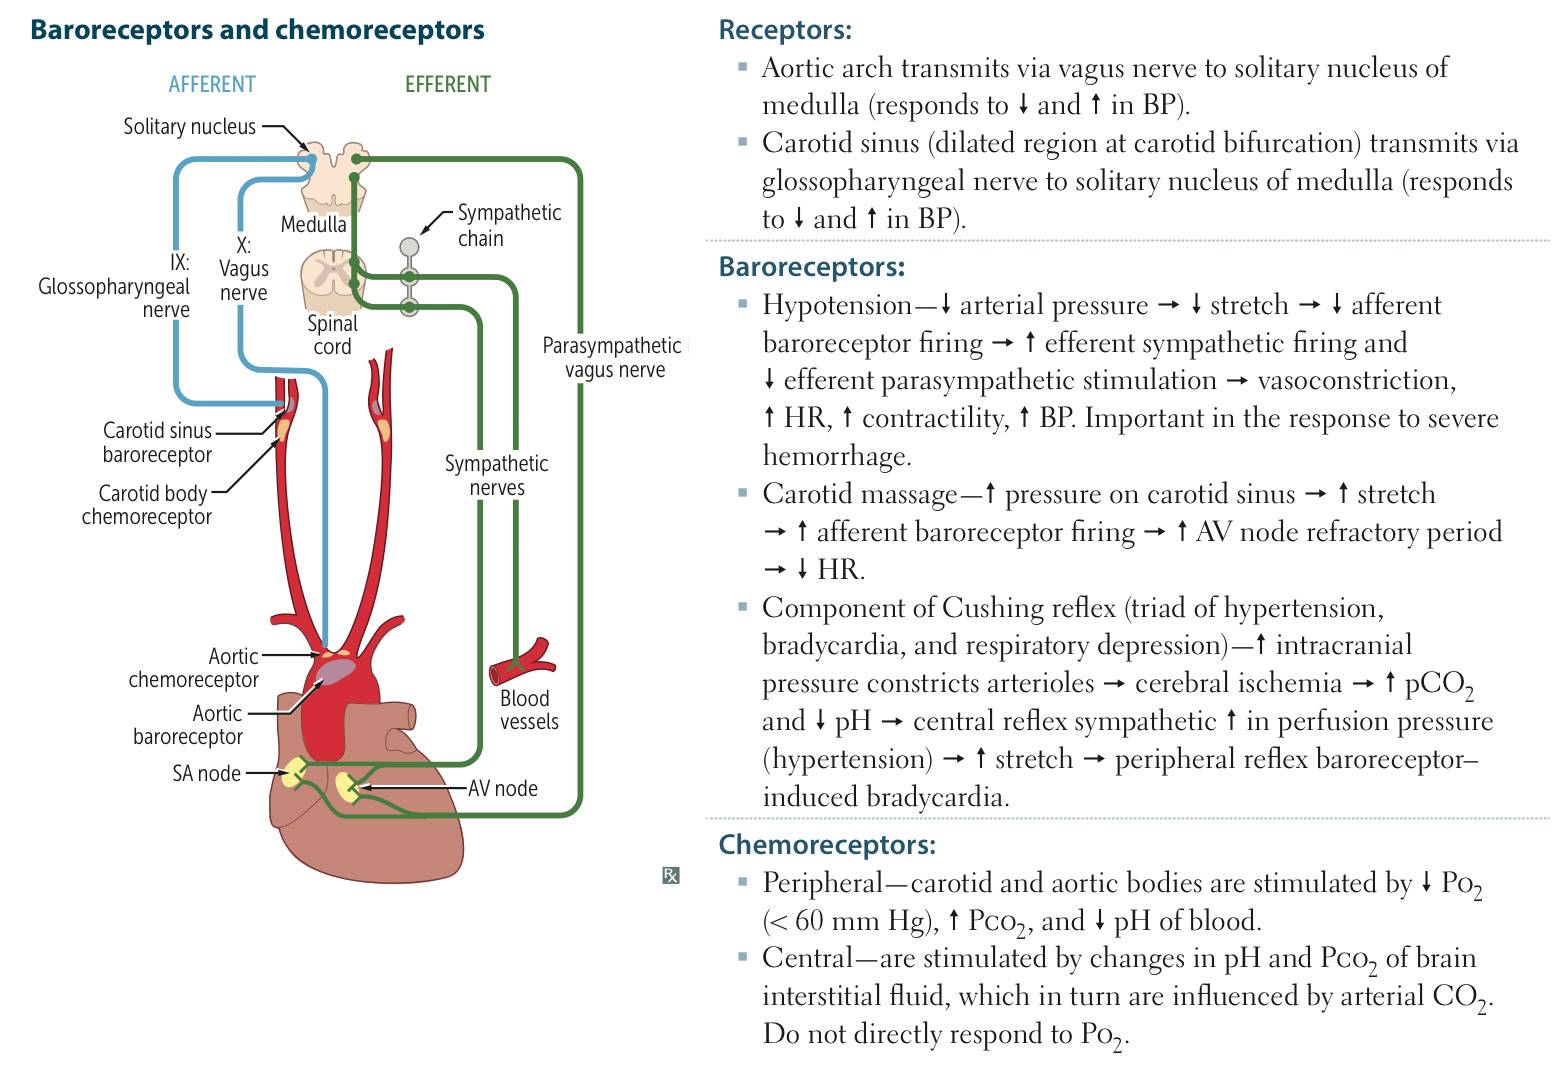 Baroreceptors and chemoreceptors
AFFERENT
EFFERENT
Solitary nucleus
Medulla
Sympathetic
chain
IX:
Glossopharyngeal
nerve
X:
Vagus
nerve
Spinal
cord
Parasympathetic
vagus nerve
Carotid sinus
baroreceptor
Carotid body
chemoreceptor
Sympathetic
nerves
Aortic
chemoreceptor
Aortic
baroreceptor
Blood
vessels
SA node
AV node
Rx
Receptors:
Aortic arch transmits via vagus nerve to solitary nucleus of
medulla (responds to ↓ and ↑ in BP).
Carotid sinus (dilated region at carotid bifurcation) transmits via
glossopharyngeal nerve to solitary nucleus of medulla (responds
to ↓ and ↑ in BP).
Baroreceptors:
Hypotension—↓ arterial pressure → ↓ stretch → ↓ afferent
baroreceptor firing → ↑ efferent sympathetic firing and
↓ efferent parasympathetic stimulation → vasoconstriction,
↑ HR, ↑ contractility, ↑ BP. Important in the response to severe
hemorrhage.
Carotid massage—↑ pressure on carotid sinus → ↑ stretch
→ ↑ afferent baroreceptor firing → ↑ AV node refractory period
→ ↓ HR.
Component of Cushing reflex (triad of hypertension,
bradycardia, and respiratory depression)—↑ intracranial
pressure constricts arterioles → cerebral ischemia → ↑ pCO₂
and ↓ pH → central reflex sympathetic ↑ in perfusion pressure
(hypertension) → ↑ stretch → peripheral reflex baroreceptor–
induced bradycardia.
Chemoreceptors:
Peripheral—carotid and aortic bodies are stimulated by ↓ PO₂
(< 60 mm Hg), ↑ PCO₂, and ↓ pH of blood.
Central—are stimulated by changes in pH and PCO₂ of brain
interstitial fluid, which in turn are influenced by arterial CO₂.
Do not directly respond to PO₂.